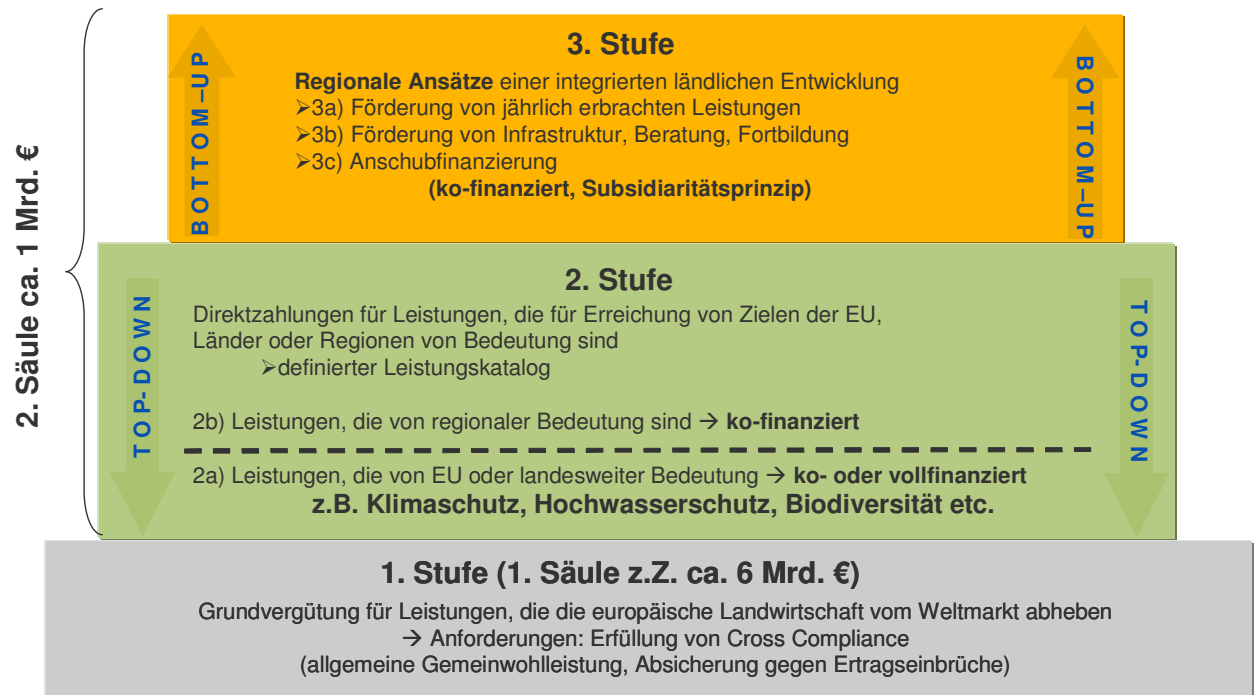 2. Säule ca. 1 Mrd. €
BOTTOM–UP
3. Stufe
Regionale Ansätze einer integrierten ländlichen Entwicklung
➢3a) Förderung von jährlich erbrachten Leistungen
➢3b) Förderung von Infrastruktur, Beratung, Fortbildung
➢3c) Anschubfinanzierung
(ko-finanziert, Subsidiaritätsprinzip)
BOTTOM–UP
TOP-DOWN
2. Stufe
Direktzahlungen für Leistungen, die für Erreichung von Zielen der EU,
Länder oder Regionen von Bedeutung sind
➢definierter Leistungskatalog
2b) Leistungen, die von regionaler Bedeutung sind → ko-finanziert
2a) Leistungen, die von EU oder landesweiter Bedeutung → ko- oder vollfinanziert
z.B. Klimaschutz, Hochwasserschutz, Biodiversität etc.
TOP-DOWN
1. Stufe (1. Säule z.Z. ca. 6 Mrd. €)
Grundvergütung für Leistungen, die die europäische Landwirtschaft vom Weltmarkt abheben
→ Anforderungen: Erfüllung von Cross Compliance
(allgemeine Gemeinwohlleistung, Absicherung gegen Ertragseinbrüche)